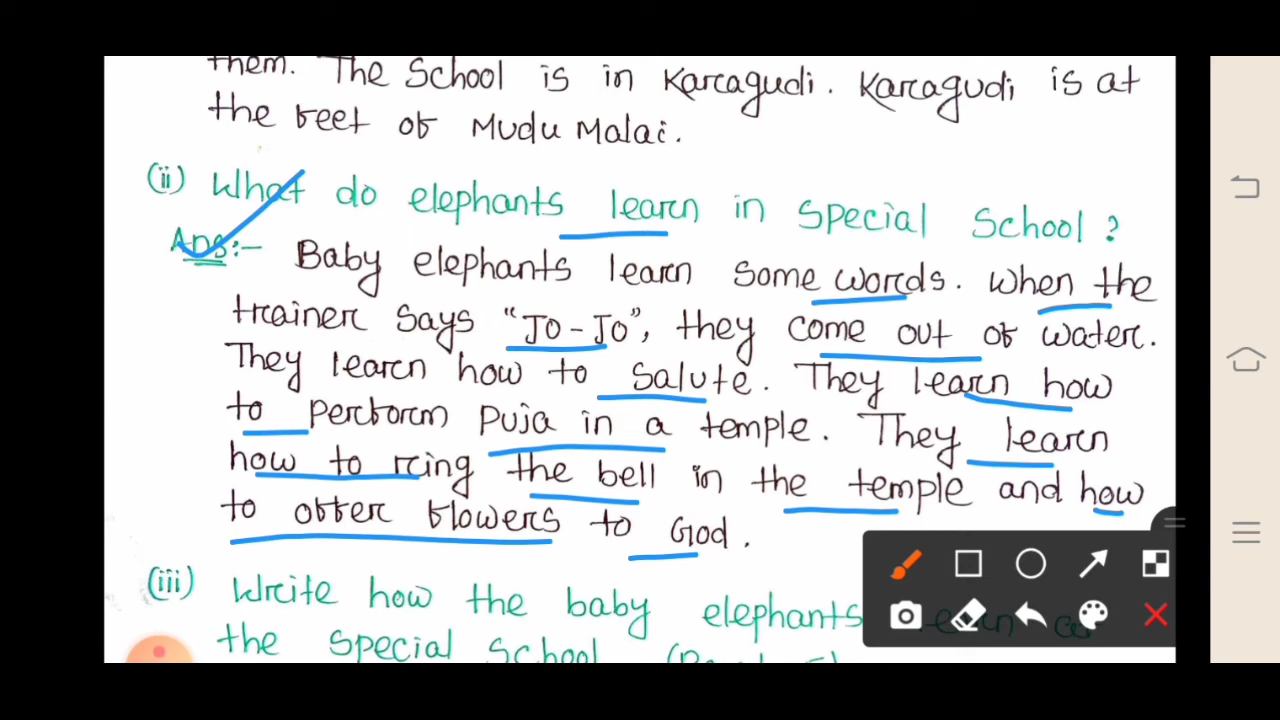 them. The School is in Karagudi. Karagudi is at
the feet of Mudu Malai.
(ii) What do elephants learn in Special School?
Ans:- Baby elephants learn some words. When the
trainer says "Jo-Jo", they come out of water.
They learn how to salute. They learn how
to perform puja in a temple. They learn
how to ring the bell in the temple and how
to offer flowers to God.
(iii) Write how the baby elephants learn
the special School